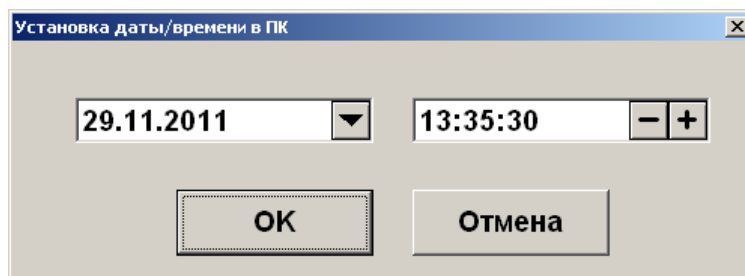 Установка даты/времени в ПК
29.11.2011
13:35:30
OK
Отмена